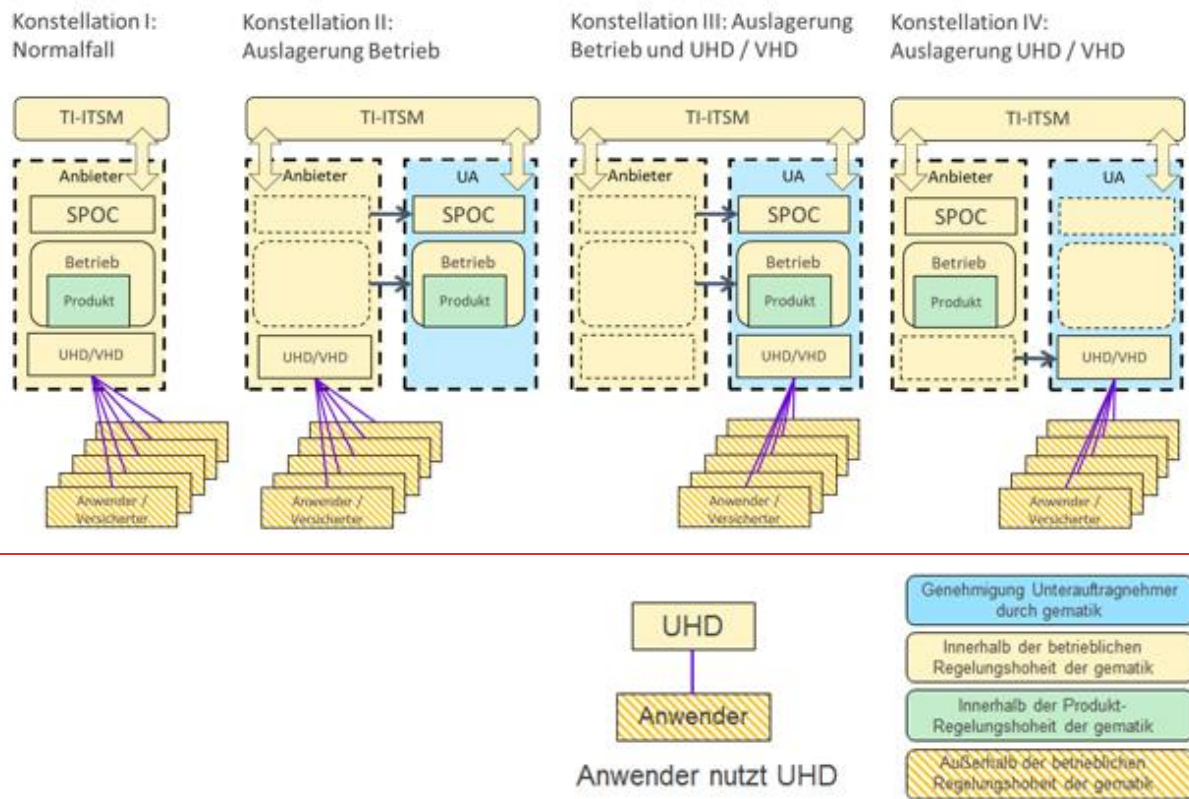 Konstellation I:
Normalfall
Konstellation II:
Auslagerung Betrieb
Konstellation III: Auslagerung
Betrieb und UHD / VHD
Konstellation IV:
Auslagerung UHD / VHD
TI-ITSM
TI-ITSM
TI-ITSM
TI-ITSM
Anbieter
SPOC
Betrieb
Produkt
UHD/VHD
Anwender /
Versicherter
Anbieter
UHD/VHD
UA
SPOC
Betrieb
Produkt
Anwender /
Versicherter
Anbieter
UA
SPOC
Betrieb
Produkt
UHD/VHD
Anwender /
Versicherter
Anbieter
SPOC
Betrieb
Produkt
UA
UHD/VHD
Anwender /
Versicherter
UHD
Anwender
Anwender nutzt UHD
Genehmigung Unterauftragnehmer
durch gematik
Innerhalb der betrieblichen
Regelungshoheit der gematik
Innerhalb der Produkt-
Regelungshoheit der gematik
Außerhalb der betrieblichen
Regelungshoheit der gematik